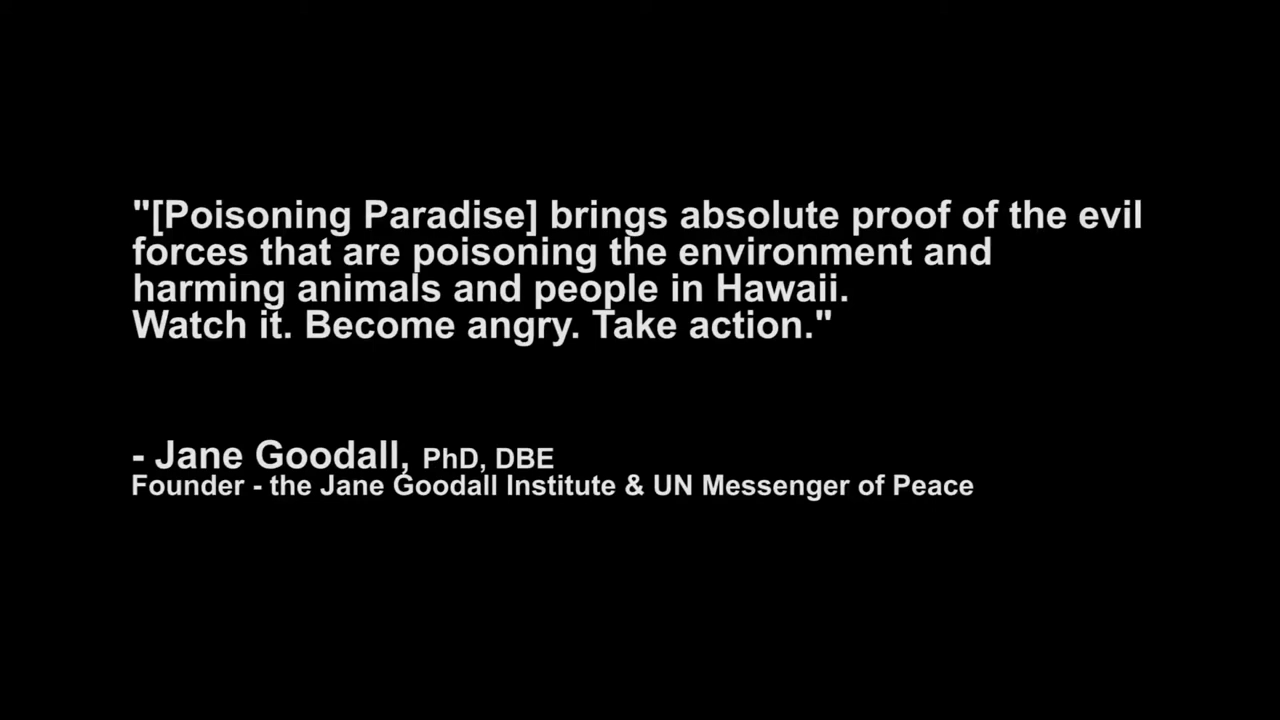 "[Poisoning Paradise] brings absolute proof of the evil
forces that are poisoning the environment and
harming animals and people in Hawaii.
Watch it. Become angry. Take action."
- Jane Goodall, PhD, DBE
Founder - the Jane Goodall Institute & UN Messenger of Peace